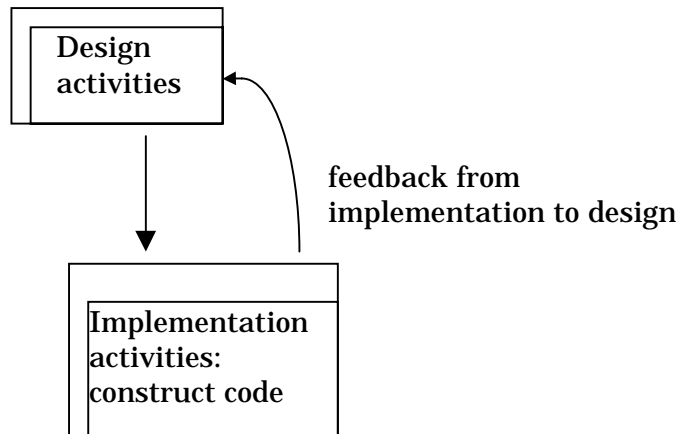 Design
activities
feedback from
implementation to design
Implementation
activities:
construct code